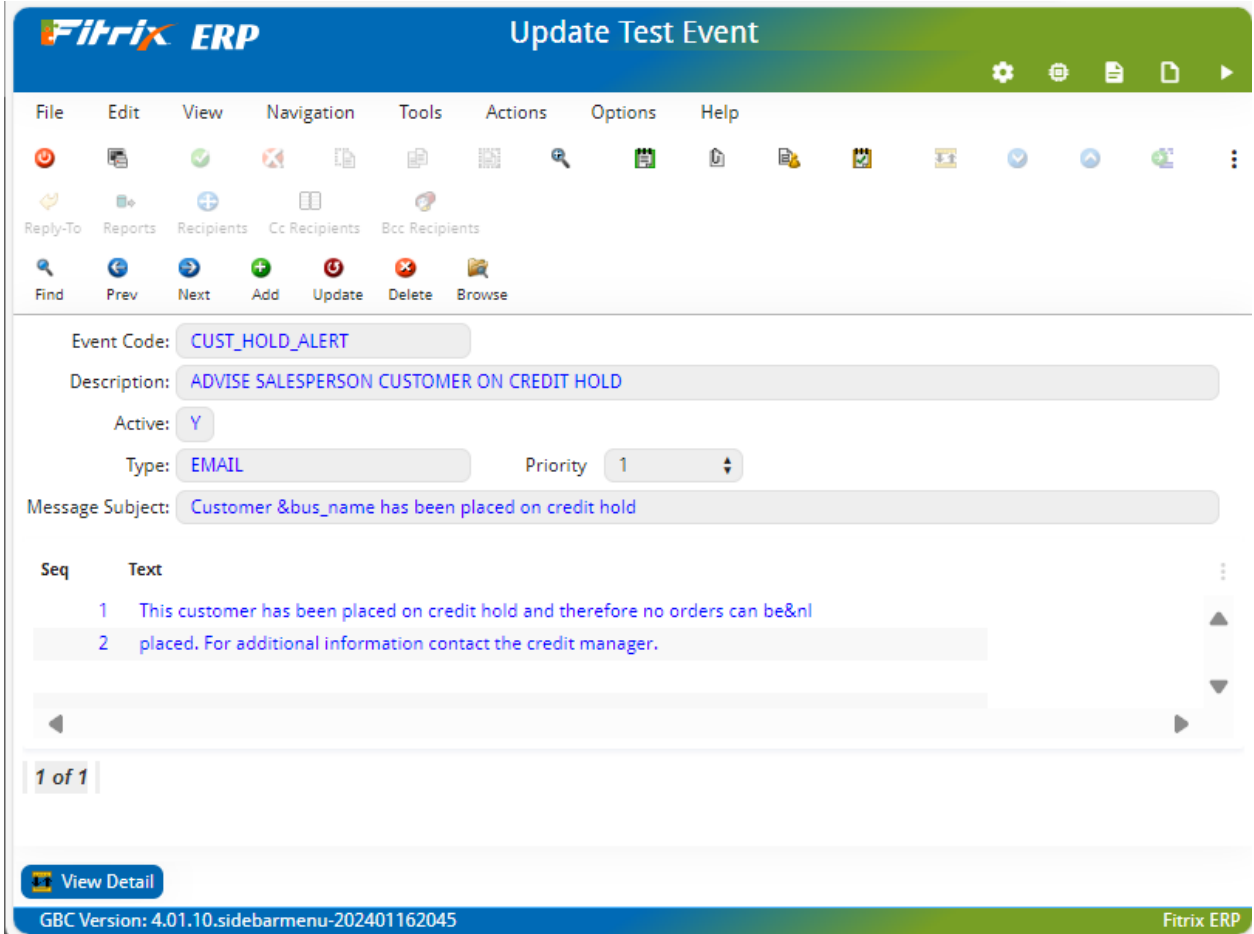 Fitrix ERP Update Test Event
File Edit View Navigation Tools Actions Options Help
Reply-To Reports Recipients Cc Recipients Bcc Recipients
Find Prev Next Add Update Delete Browse
Event Code: CUST_HOLD_ALERT
Description: ADVISE SALESPERSON CUSTOMER ON CREDIT HOLD
Active: Y
Type: EMAIL Priority 1
Message Subject: Customer &bus_name has been placed on credit hold
Seq Text
1 This customer has been placed on credit hold and therefore no orders can be&nl
2 placed. For additional information contact the credit manager.
1 of 1
View Detail
GBC Version: 4.01.10.sidebarmenu-202401162045 Fitrix ERP